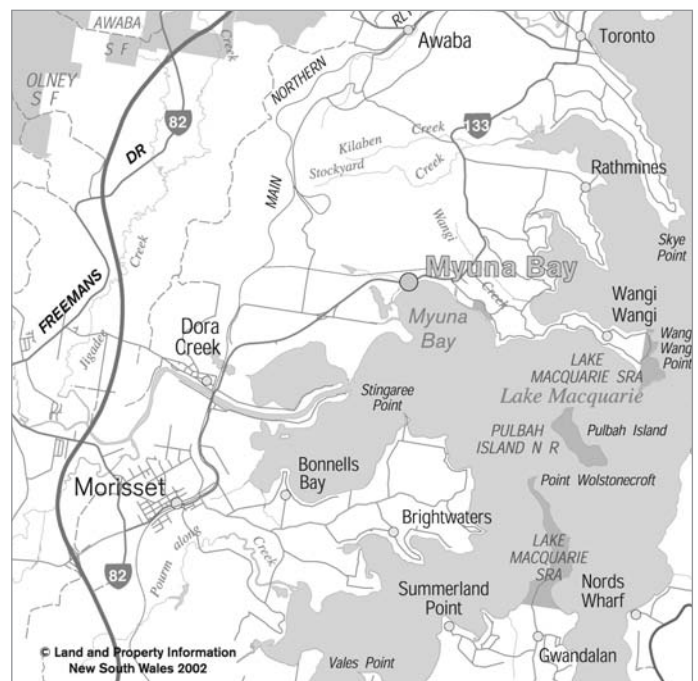 AWABA
S F
Creek
RLY
Awaba
Toronto
OLNEY
S F
NORTHERN
82
133
DR
Kilaben Creek
Stockyard Creek
MAIN
Rathmines
Creek
Wangi
Skye
Point
FREEMANS
Myuna Bay
Creek
Wangi
Wangi
Myuna
Bay
Dora
Creek
Jigadee
Wangi
Wangi
Point
LAKE
MACQUARIE SRA
Lake Macquarie
Stingaree
Point
PULBAH
ISLAND N R
Pulbah Island
Bonnells
Bay
Point Wolstonecroft
Morisset
Brightwaters
Pourm along
Creek
LAKE
MACQUARIE
SRA
82
Summerland
Point
Nords
Wharf
© Land and Property Information
New South Wales 2002
Vales Point
Gwandalan